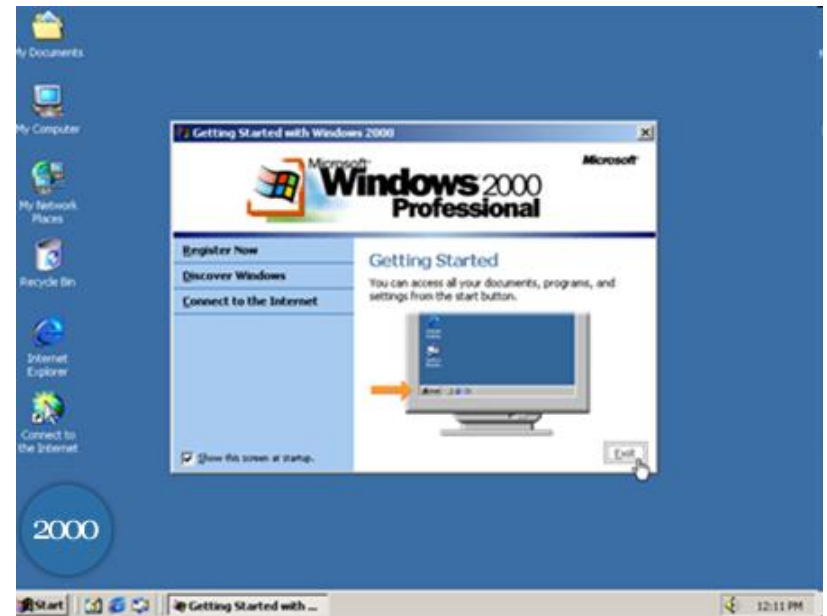 My Documents
My Computer
My Network
Places
Recycle Bin
Internet
Explorer
Connect to
the Internet
2000
Getting Started with Windows 2000
Microsoft
Windows 2000
Professional
Microsoft
Register Now
Discover Windows
Connect to the Internet
Getting Started
You can access all your documents, programs, and
settings from the start button.
Show this screen at startup.
Exit
Start
Getting Started with ...
12:11 PM